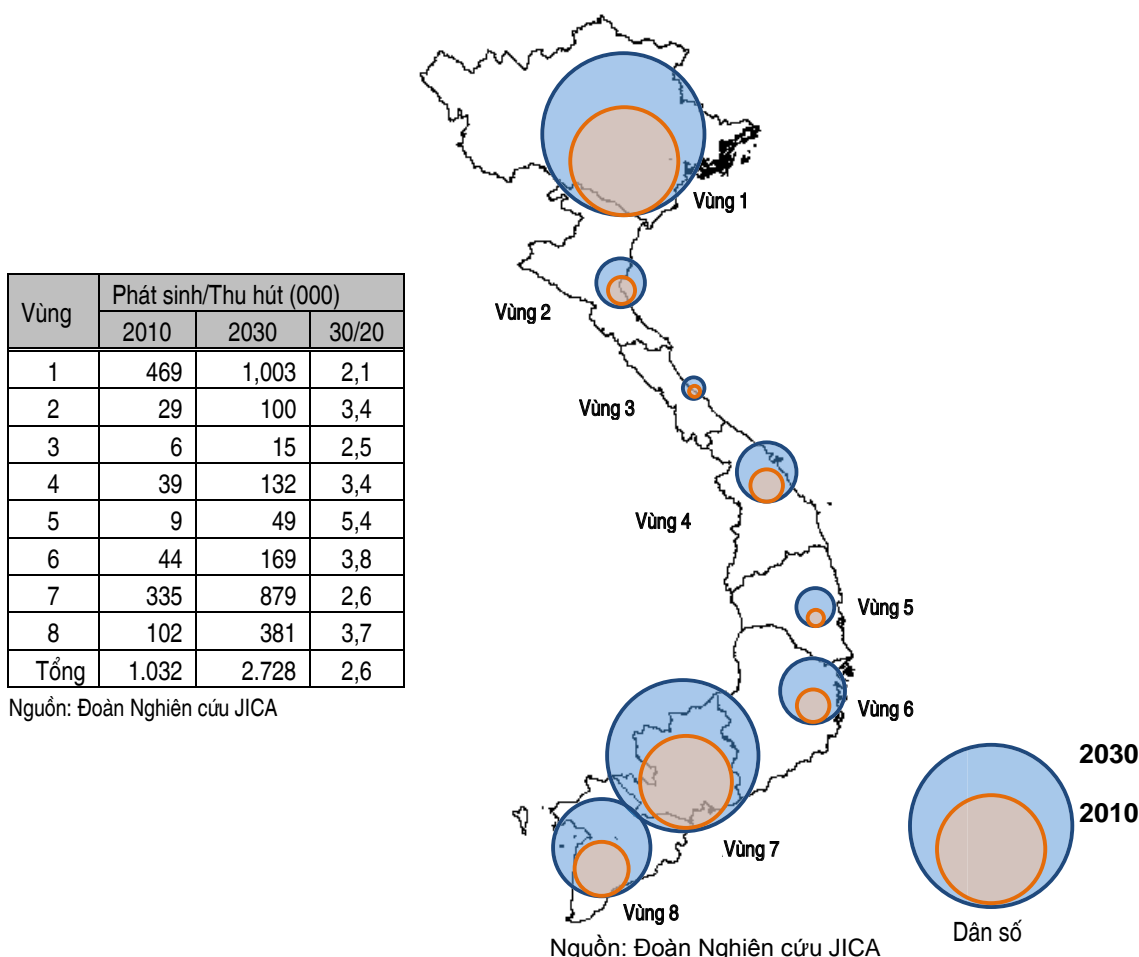 Vùng Phát sinh/Thu hút (000)
2010 2030 30/20
1 469 1,003 2,1
2 29 100 3,4
3 6 15 2,5
4 39 132 3,4
5 9 49 5,4
6 44 169 3,8
7 335 879 2,6
8 102 381 3,7
Tổng 1.032 2.728 2,6
Nguồn: Đoàn Nghiên cứu JICA
Vùng 1
Vùng 2
Vùng 3
Vùng 4
Vùng 5
Vùng 6
Vùng 7
Vùng 8
2030
2010
Dân số
Nguồn: Đoàn Nghiên cứu JICA